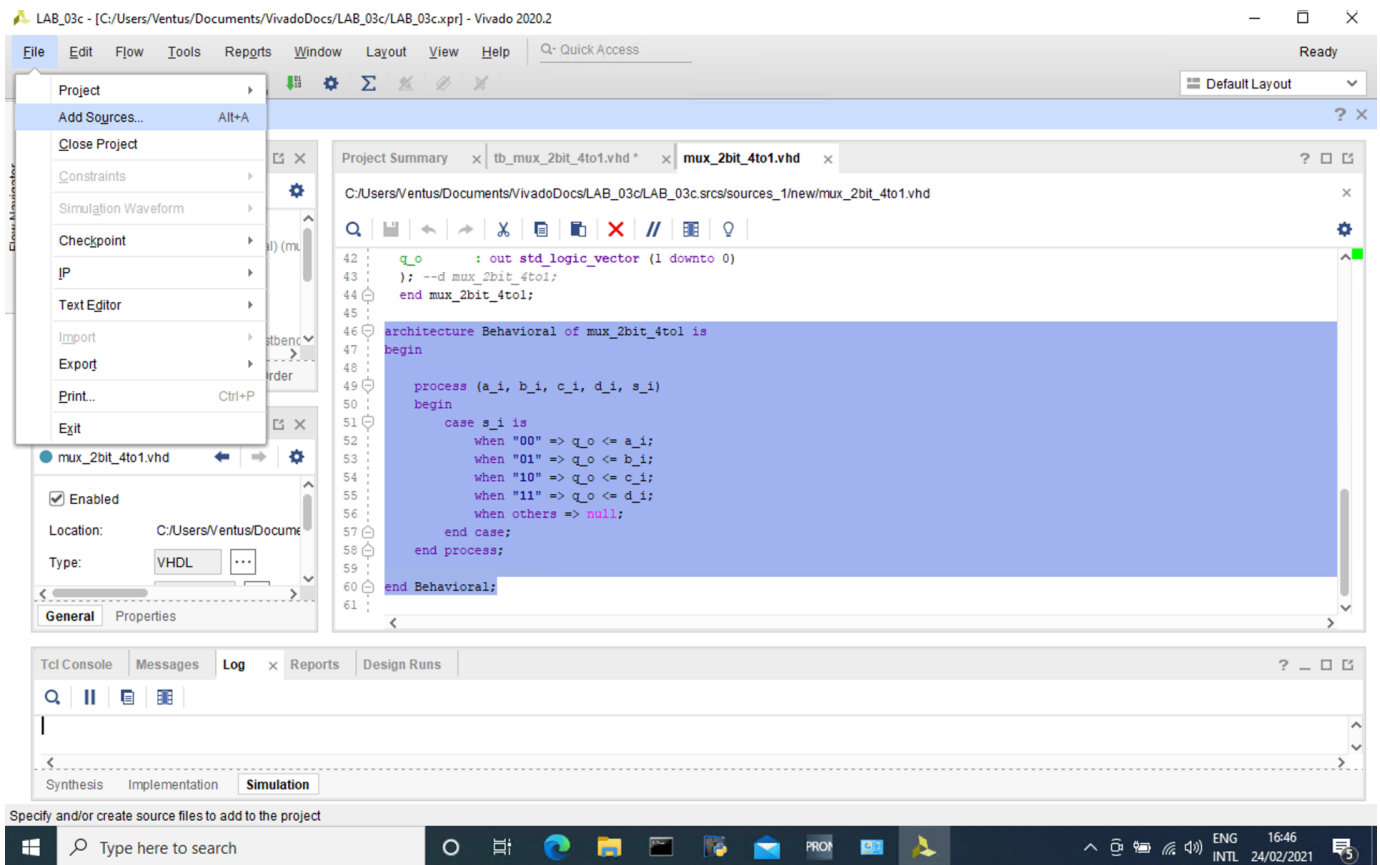 LAB_03c - [C:/Users/Ventus/Documents/VivadoDocs/LAB_03c/LAB_03c.xpr] - Vivado 2020.2
File Edit Flow Tools Reports Window Layout View Help Q- Quick Access Ready
Default Layout
Project
Add Sources... Alt+A
Close Project
Constraints
Simulation Waveform
Checkpoint
IP
Text Editor
Import
Export
Print... Ctrl+P
Exit
Flow Navigator
Project Summary tb_mux_2bit_4to1.vhd * mux_2bit_4to1.vhd
C:/Users/Ventus/Documents/VivadoDocs/LAB_03c/LAB_03c.srcs/sources_1/new/mux_2bit_4to1.vhd
42 q_o : out std_logic_vector (1 downto 0)
43 ); --d mux_2bit_4to1;
44 end mux_2bit_4to1;
45
46 architecture Behavioral of mux_2bit_4to1 is
47 begin
48
49 process (a_i, b_i, c_i, d_i, s_i)
50 begin
51 case s_i is
52 when "00" => q_o <= a_i;
53 when "01" => q_o <= b_i;
54 when "10" => q_o <= c_i;
55 when "11" => q_o <= d_i;
56 when others => null;
57 end case;
58 end process;
59
60 end Behavioral;
61
mux_2bit_4to1.vhd
Enabled
Location: C:/Users/Ventus/Docume
Type: VHDL ...
General Properties
Tcl Console Messages Log Reports Design Runs
Synthesis Implementation Simulation
Specify and/or create source files to add to the project
Type here to search
PRON
ENG 16:46
INTL 24/02/2021
5